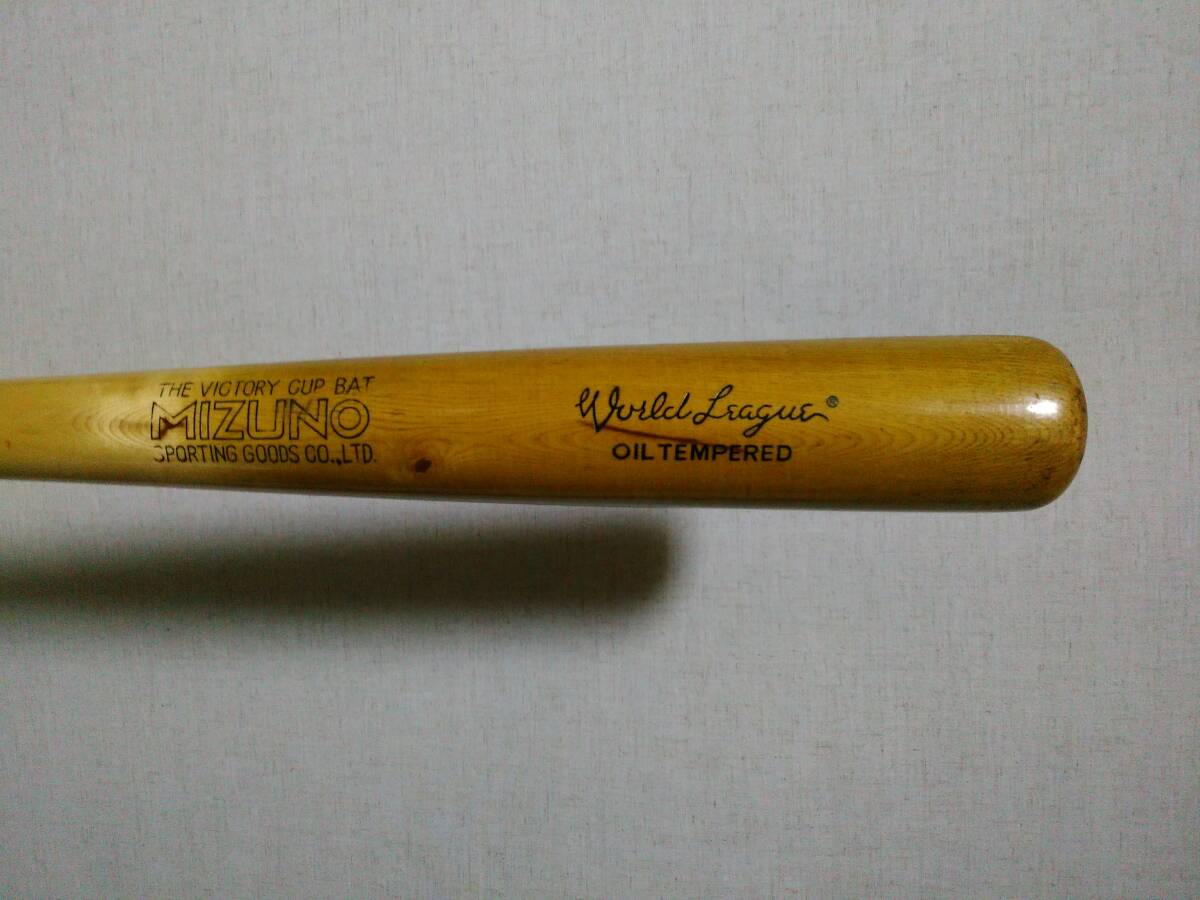 THE VICTORY CUP BAT
MIZUNO
SPORTING GOODS CO.,LTD.
World League®
OIL TEMPERED